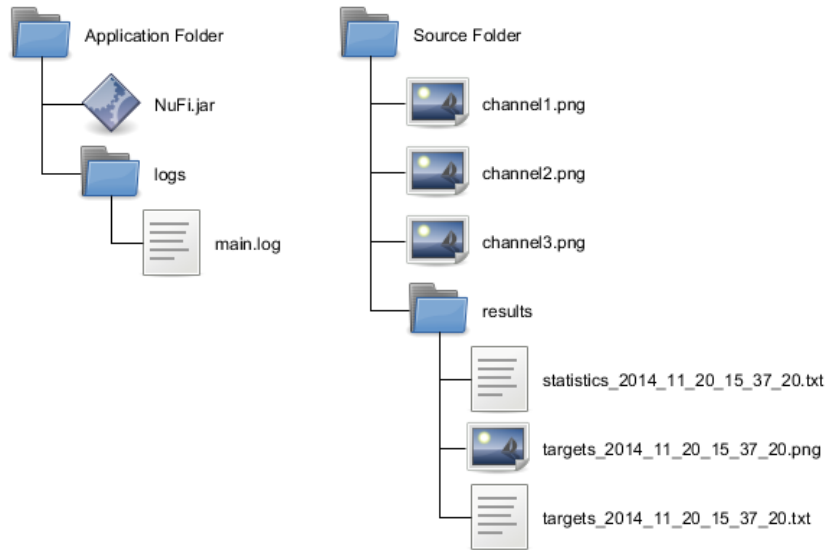 Application Folder
NuFi.jar
logs
main.log
Source Folder
channel1.png
channel2.png
channel3.png
results
statistics_2014_11_20_15_37_20.txt
targets_2014_11_20_15_37_20.png
targets_2014_11_20_15_37_20.txt